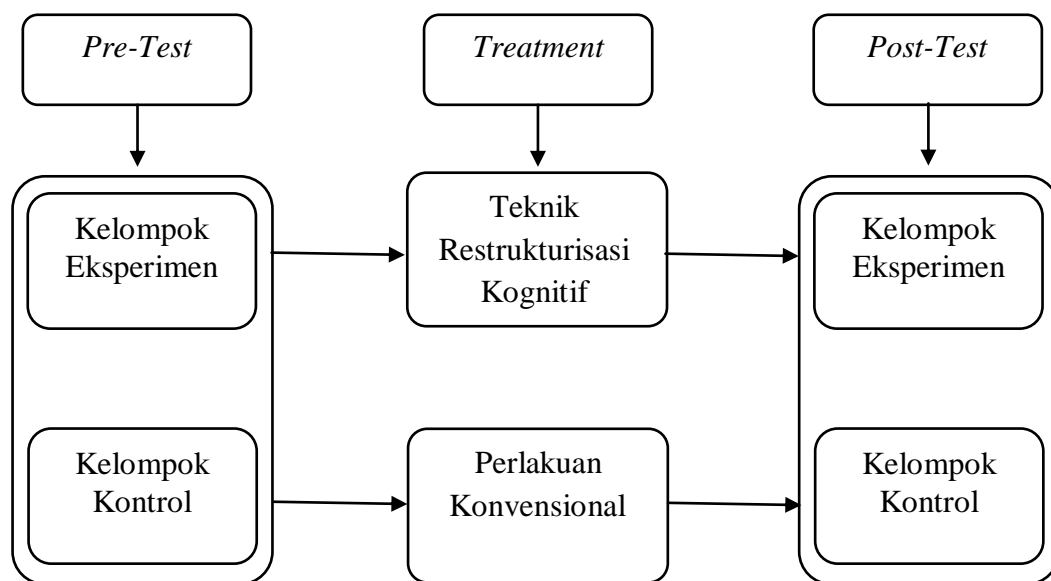 Pre-Test
Treatment
Post-Test
Kelompok
Eksperimen
Teknik
Restrukturisasi
Kognitif
Kelompok
Eksperimen
Kelompok
Kontrol
Perlakuan
Konvensional
Kelompok
Kontrol